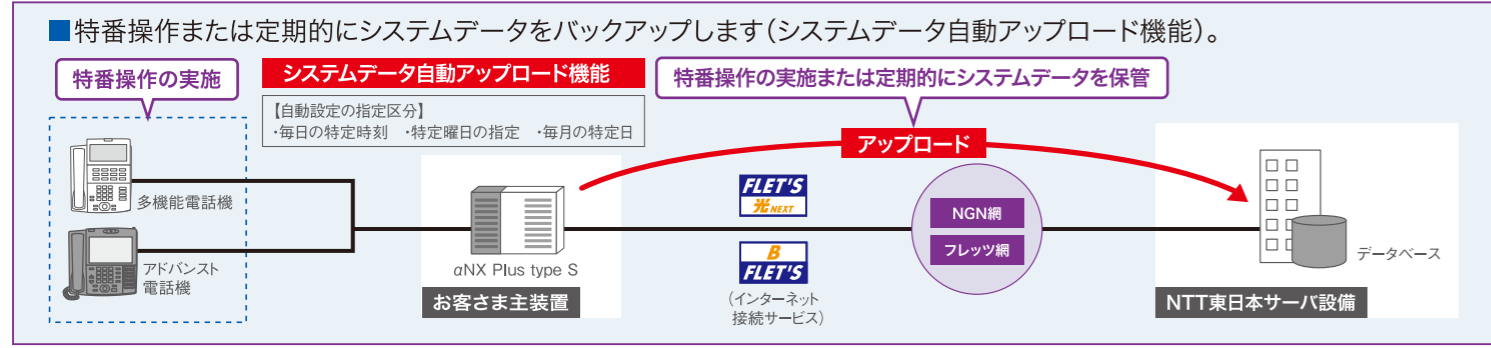 ■特番操作または定期的にシステムデータをバックアップします(システムデータ自動アップロード機能)。
特番操作の実施
システムデータ自動アップロード機能
特番操作の実施または定期的にシステムデータを保管
【自動設定の指定区分】
・毎日の特定時刻 ・特定曜日の指定 ・毎月の特定日
アップロード
多機能電話機
アドバンスト
電話機
αNX Plus type S
お客さま主装置
FLET'S
光NEXT
B
FLET'S
(インターネット
接続サービス)
NGN網
フレッツ網
データベース
NTT東日本サーバ設備